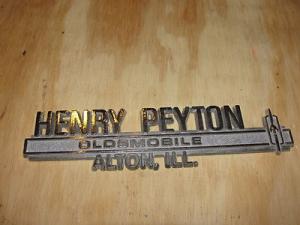 HENRY PEYTON
OLDSMOBILE
ALTON, ILL.